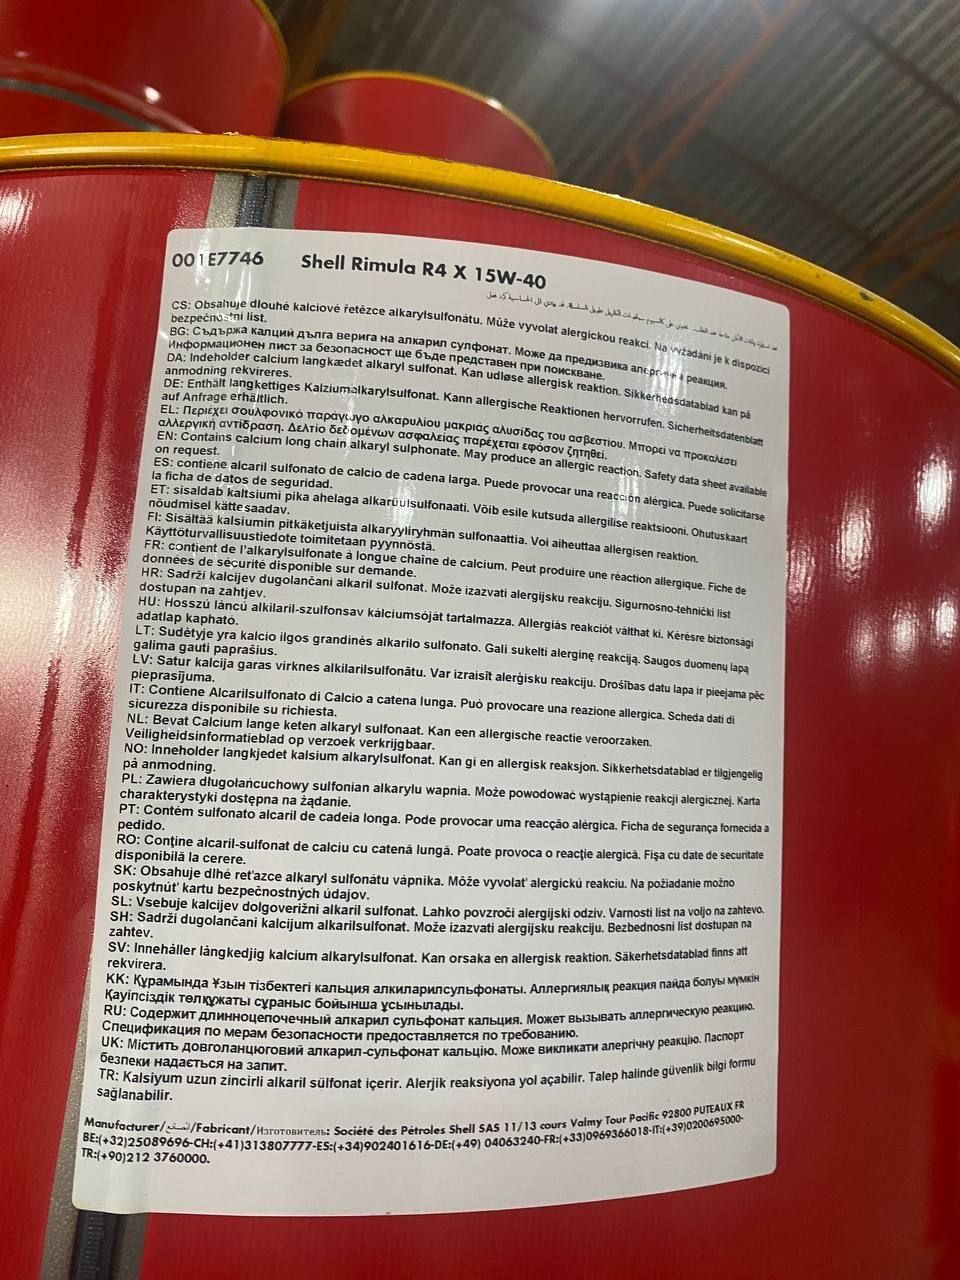 001E7746 Shell Rimula R4 X 15W-40
CS: Obsahuje dlouhé kalciové řetězce alkarylsulfonátu. Může vyvolat alergickou reakci. Na vyžádání je k dispozici
bezpečnostní list.
BG: Съдържа калций дълга верига на алкарил сулфонат. Може да предизвика алергична реакция.
Информационен лист за безопасност ще бъде представен при поискване.
DA: Indeholder calcium langkædet alkaryl sulfonat. Kan udløse allergisk reaktion. Sikkerhedsdatablad kan på
anmodning rekvireres.
DE: Enthält langkettiges Kalziumalkarylsulfonat. Kann allergische Reaktionen hervorrufen. Sicherheitsdatenblatt
auf Anfrage erhältlich.
EL: Περιέχει σουλφονικό παράγωγο αλκαρυλίου μακριάς αλυσίδας του ασβεστίου. Μπορεί να προκαλέσει
αλλεργική αντίδραση. Δελτίο δεδομένων ασφαλείας παρέχεται εφόσον ζητηθεί.
EN: Contains calcium long chain alkaryl sulphonate. May produce an allergic reaction. Safety data sheet available
on request.
ES: contiene alcaril sulfonato de calcio de cadena larga. Puede provocar una reacción alérgica. Puede solicitarse
la ficha de datos de seguridad.
ET: sisaldab kaltsiumi pika ahelaga alkarüülsulfonaati. Võib esile kutsuda allergilise reaktsiooni. Ohutuskaart
nõudmisel kättesaadav.
FI: Sisältää kalsiumin pitkäketjuista alkaryyliryhmän sulfonaattia. Voi aiheuttaa allergisen reaktion.
Käyttöturvallisuustiedote toimitetaan pyynnöstä.
FR: contient de l'alkarylsulfonate à longue chaîne de calcium. Peut produire une réaction allergique. Fiche de
données de sécurité disponible sur demande.
HR: Sadrži kalcijev dugolančani alkaril sulfonat. Može izazvati alergijsku reakciju. Sigurnosno-tehnički list
dostupan na zahtjev.
HU: Hosszú láncú alkilaril-szulfonsav kálciumsóját tartalmazza. Allergiás reakciót válthat ki. Kérésre biztonsági
adatlap kapható.
LT: Sudėtyje yra kalcio ilgos grandinės alkarilo sulfonato. Gali sukelti alerginę reakciją. Saugos duomenų lapą
galima gauti paprašius.
LV: Satur kalcija garas virknes alkilarilsulfonātu. Var izraisīt alerģisku reakciju. Drošības datu lapa ir pieejama pēc
pieprasījuma.
IT: Contiene Alcarilsulfonato di Calcio a catena lunga. Può provocare una reazione allergica. Scheda dati di
sicurezza disponibile su richiesta.
NL: Bevat Calcium lange keten alkaryl sulfonaat. Kan een allergische reactie veroorzaken.
Veiligheidsinformatieblad op verzoek verkrijgbaar.
NO: Inneholder langkjedet kalsium alkarylsulfonat. Kan gi en allergisk reaksjon. Sikkerhetsdatablad er tilgjengelig
på anmodning.
PL: Zawiera długołańcuchowy sulfonian alkarylu wapnia. Może powodować wystąpienie reakcji alergicznej. Karta
charakterystyki dostępna na żądanie.
PT: Contém sulfonato alcaril de cadeia longa. Pode provocar uma reacção alérgica. Ficha de segurança fornecida a
pedido.
RO: Conţine alcaril-sulfonat de calciu cu catenă lungă. Poate provoca o reacţie alergică. Fişa cu date de securitate
disponibilă la cerere.
SK: Obsahuje dlhé reťazce alkaryl sulfonátu vápnika. Môže vyvolať alergickú reakciu. Na požiadanie možno
poskytnúť kartu bezpečnostných údajov.
SL: Vsebuje kalcijev dolgoverižni alkaril sulfonat. Lahko povzroči alergijski odziv. Varnosti list na voljo na zahtevo.
SH: Sadrži dugolančani kalcijum alkarilsulfonat. Može izazvati alergijsku reakciju. Bezbednosni list dostupan na
zahtev.
SV: Innehåller långkedjig kalcium alkarylsulfonat. Kan orsaka en allergisk reaktion. Säkerhetsdatablad finns att
rekvirera.
KK: Құрамында Ұзын тізбектегі кальция алкиларилсульфонаты. Аллергиялық реакция пайда болуы мүмкін
Қауіпсіздік төлқұжаты сұраныс бойынша ұсынылады.
RU: Содержит длинноцепочечный алкарил сульфонат кальция. Может вызывать аллергическую реакцию.
Спецификация по мерам безопасности предоставляется по требованию.
UK: Містить довголанцюговий алкарил-сульфонат кальцію. Може викликати алергічну реакцію. Паспорт
безпеки надається на запит.
TR: Kalsiyum uzun zincirli alkaril sülfonat içerir. Alerjik reaksiyona yol açabilir. Talep halinde güvenlik bilgi formu
sağlanabilir.
Manufacturer/الصنع/Fabricant/Изготовитель: Société des Pétroles Shell SAS 11/13 cours Valmy Tour Pacific 92800 PUTEAUX FR
BE:(+32)25089696-CH:(+41)313807777-ES:(+34)902401616-DE:(+49) 04063240-FR:(+33)0969366018-IT:(+39)0200695000-
TR:(+90)212 3760000.